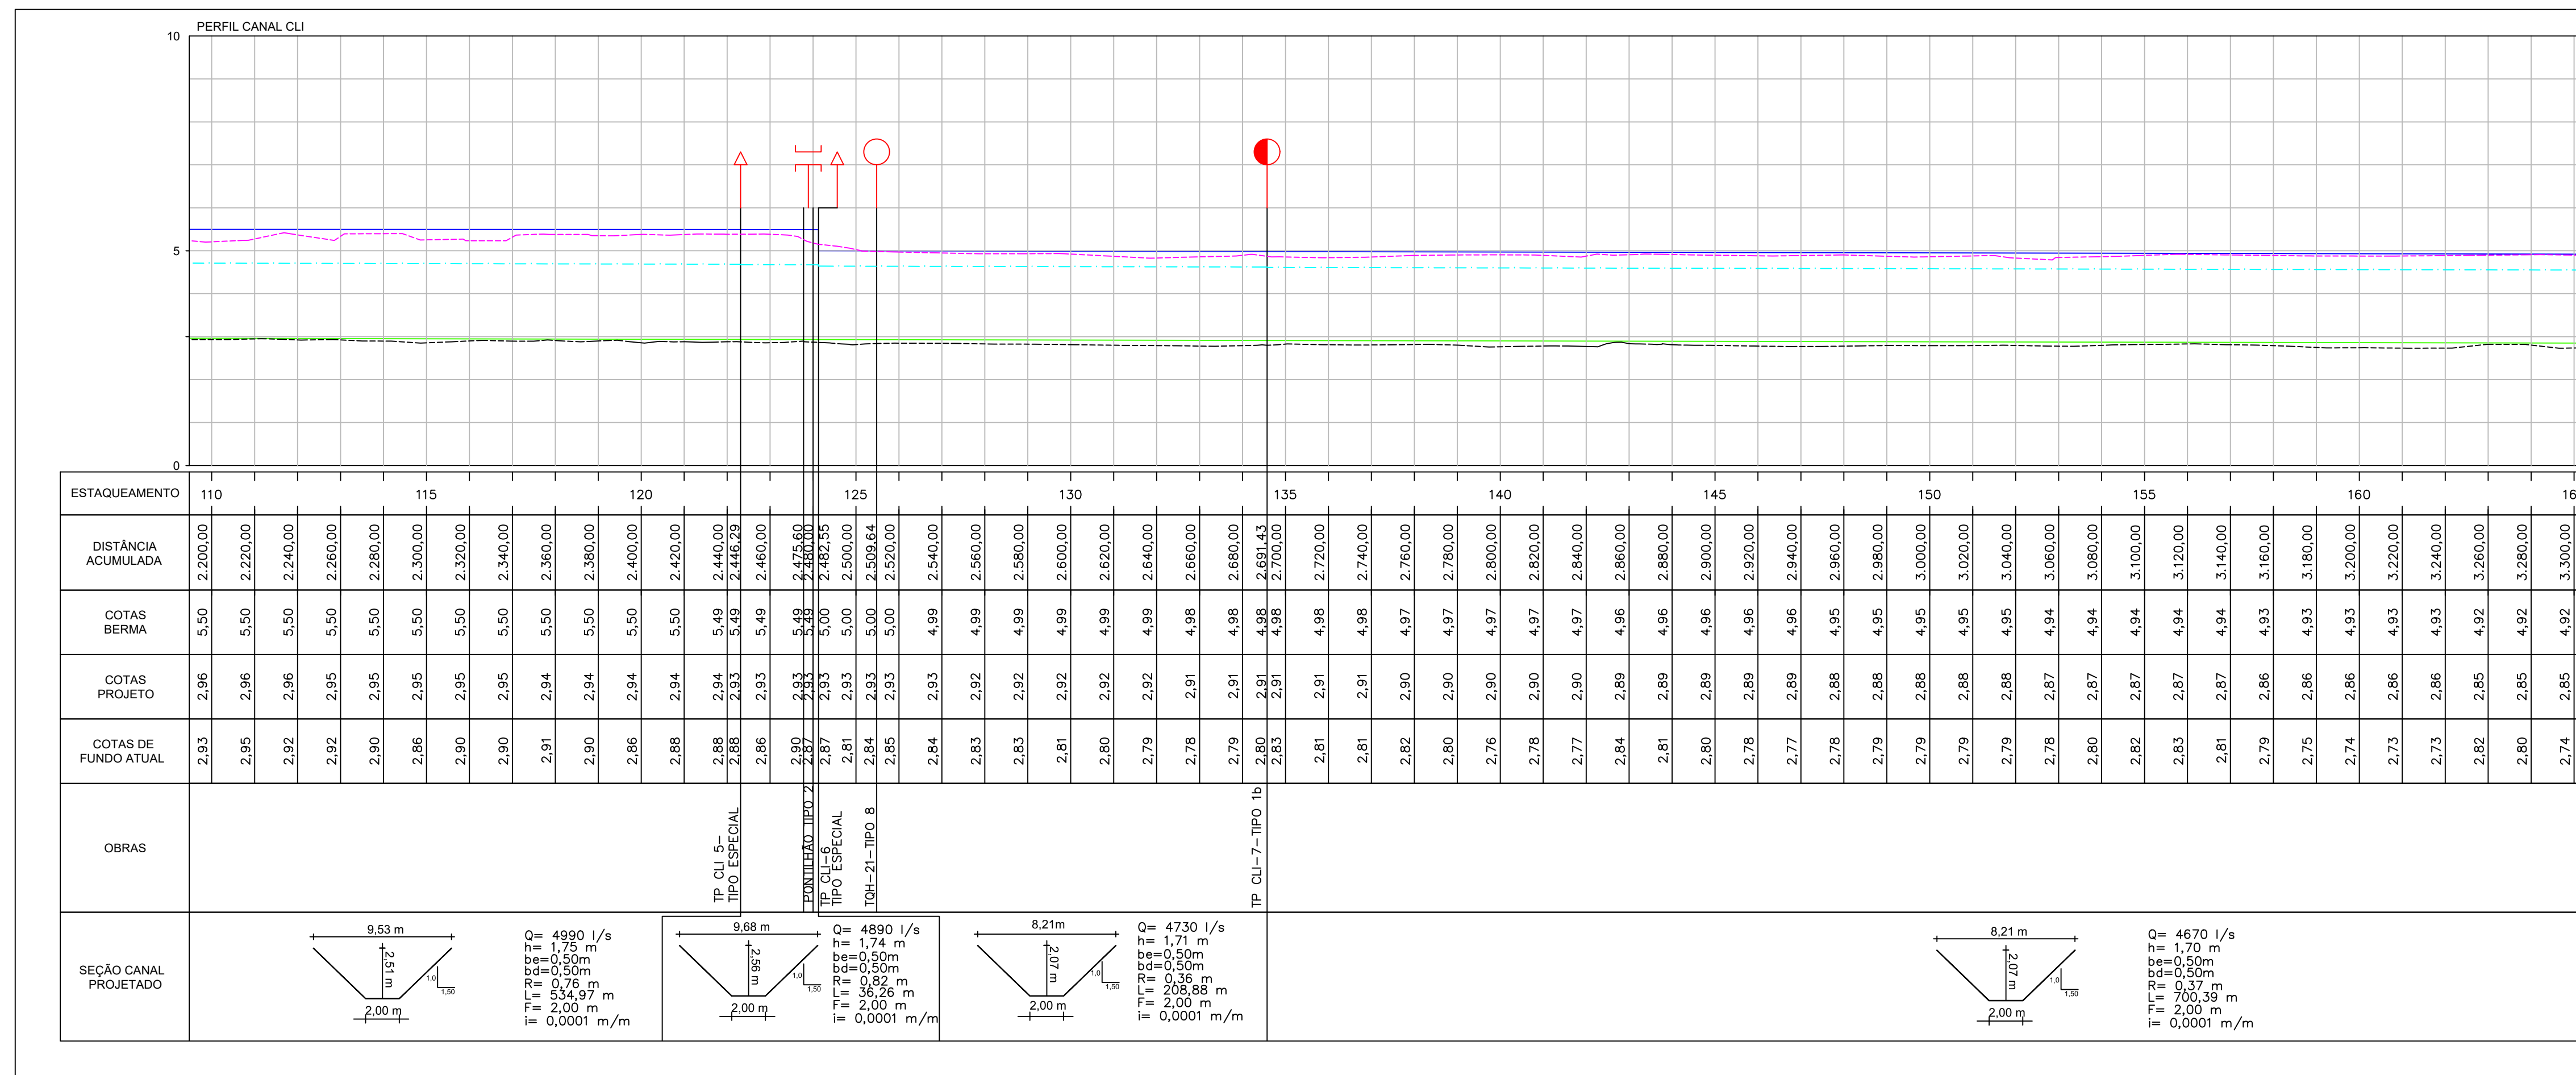 PERFIL CANAL CLI
10
5
0
ESTAQUEAMENTO 110 115 120 125 130 135 140 145 150 155 160 16
DISTÂNCIA
ACUMULADA
2.200,00 2.220,00 2.240,00 2.260,00 2.280,00 2.300,00 2.320,00 2.340,00 2.360,00 2.380,00 2.400,00 2.420,00 2.440,00 2.446,29 2.460,00 2.475,60 2.480,00 2.482,55 2.500,00 2.509,64 2.520,00 2.540,00 2.560,00 2.580,00 2.600,00 2.620,00 2.640,00 2.660,00 2.680,00 2.691,43 2.700,00 2.720,00 2.740,00 2.760,00 2.780,00 2.800,00 2.820,00 2.840,00 2.860,00 2.880,00 2.900,00 2.920,00 2.940,00 2.960,00 2.980,00 3.000,00 3.020,00 3.040,00 3.060,00 3.080,00 3.100,00 3.120,00 3.140,00 3.160,00 3.180,00 3.200,00 3.220,00 3.240,00 3.260,00 3.280,00 3.300,00
COTAS
BERMA
5,50 5,50 5,50 5,50 5,50 5,50 5,50 5,50 5,50 5,50 5,50 5,50 5,49 5,49 5,49 5,49 5,49 5,00 5,00 5,00 5,00 4,99 4,99 4,99 4,99 4,99 4,99 4,98 4,98 4,98 4,98 4,98 4,98 4,97 4,97 4,97 4,97 4,97 4,96 4,96 4,96 4,96 4,96 4,95 4,95 4,95 4,95 4,95 4,94 4,94 4,94 4,94 4,94 4,93 4,93 4,93 4,93 4,93 4,92 4,92 4,92
COTAS
PROJETO
2,96 2,96 2,96 2,95 2,95 2,95 2,95 2,95 2,94 2,94 2,94 2,94 2,94 2,93 2,93 2,93 2,93 2,93 2,93 2,93 2,93 2,93 2,92 2,92 2,92 2,92 2,92 2,91 2,91 2,91 2,91 2,91 2,91 2,90 2,90 2,90 2,90 2,90 2,89 2,89 2,89 2,89 2,89 2,88 2,88 2,88 2,88 2,88 2,87 2,87 2,87 2,87 2,87 2,86 2,86 2,86 2,86 2,86 2,85 2,85 2,85
COTAS DE
FUNDO ATUAL
2,93 2,95 2,92 2,92 2,90 2,86 2,90 2,90 2,91 2,90 2,86 2,88 2,88 2,88 2,86 2,90 2,87 2,87 2,81 2,84 2,85 2,84 2,83 2,83 2,81 2,80 2,79 2,78 2,79 2,80 2,83 2,81 2,81 2,82 2,80 2,76 2,78 2,77 2,84 2,81 2,80 2,78 2,77 2,78 2,79 2,79 2,79 2,79 2,78 2,80 2,82 2,83 2,81 2,79 2,75 2,74 2,73 2,73 2,82 2,80 2,74
OBRAS
TP CLI 5-
TIPO ESPECIAL
PONTILHÃO TIPO 2
TP CLI-6
TIPO ESPECIAL
TQH-21-TIPO 8
TP CLI-7-TIPO 1b
SEÇÃO CANAL
PROJETADO
9,53 m
2,51 m
1,0
1,50
2,00 m
Q= 4990 l/s
h= 1,75 m
be=0,50m
bd=0,50m
R= 0,76 m
L= 534,97 m
F= 2,00 m
i= 0,0001 m/m
9,68 m
2,56 m
1,0
1,50
2,00 m
Q= 4890 l/s
h= 1,74 m
be=0,50m
bd=0,50m
R= 0,82 m
L= 36,26 m
F= 2,00 m
i= 0,0001 m/m
8,21m
2,07 m
1,0
1,50
2,00 m
Q= 4730 l/s
h= 1,71 m
be=0,50m
bd=0,50m
R= 0,36 m
L= 208,88 m
F= 2,00 m
i= 0,0001 m/m
8,21 m
2,07 m
1,0
1,50
2,00 m
Q= 4670 l/s
h= 1,70 m
be=0,50m
bd=0,50m
R= 0,37 m
L= 700,39 m
F= 2,00 m
i= 0,0001 m/m